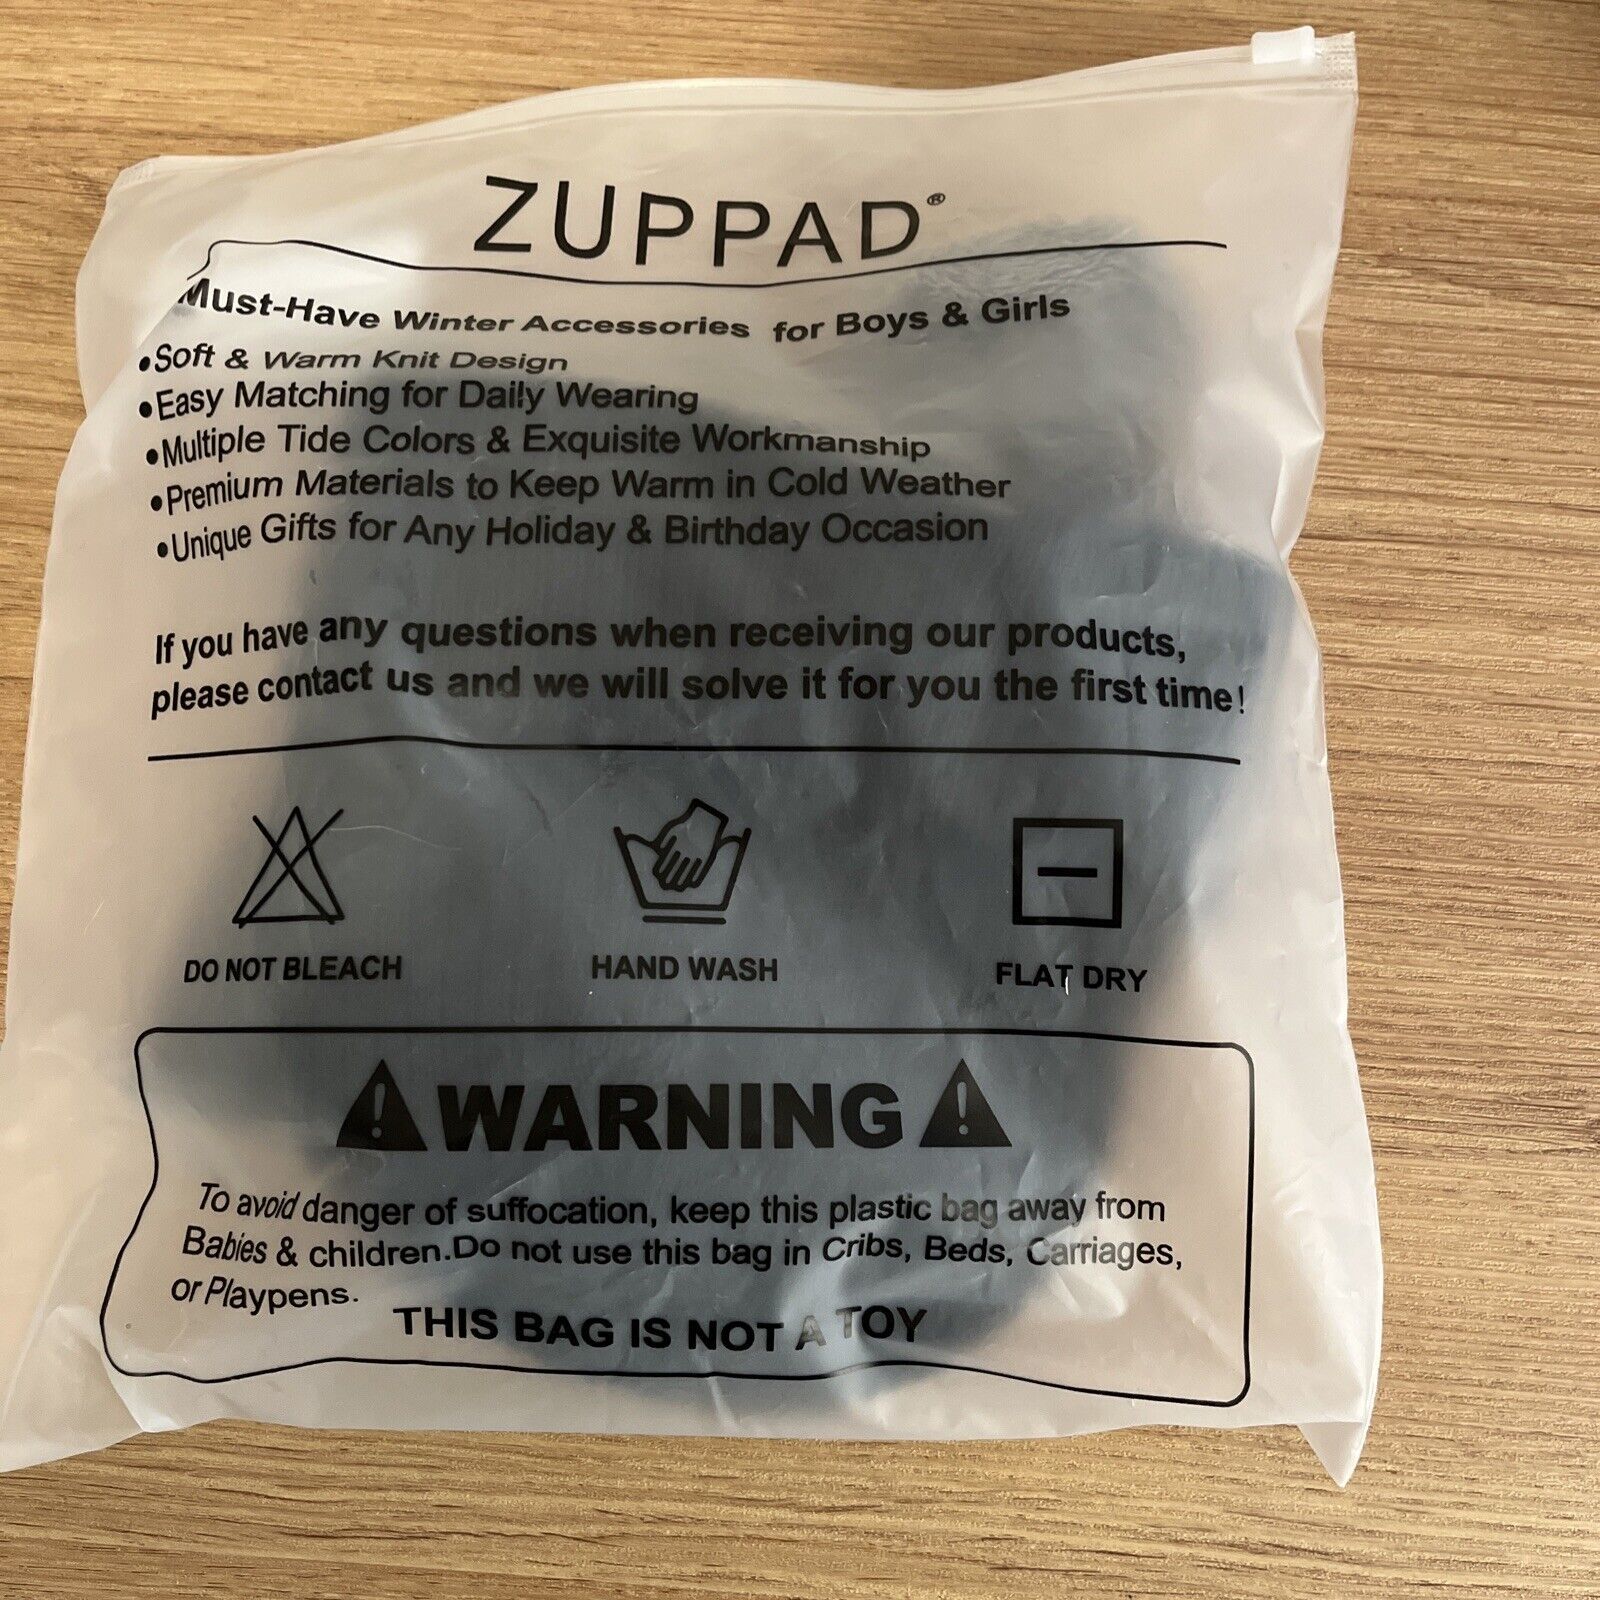 ZUPPAD®
Must-Have Winter Accessories for Boys & Girls
•Soft & Warm Knit Design
•Easy Matching for Daily Wearing
•Multiple Tide Colors & Exquisite Workmanship
•Premium Materials to Keep Warm in Cold Weather
•Unique Gifts for Any Holiday & Birthday Occasion
If you have any questions when receiving our products,
please contact us and we will solve it for you the first time!
DO NOT BLEACH HAND WASH FLAT DRY
WARNING
To avoid danger of suffocation, keep this plastic bag away from
Babies & children.Do not use this bag in Cribs, Beds, Carriages,
or Playpens.
THIS BAG IS NOT A TOY